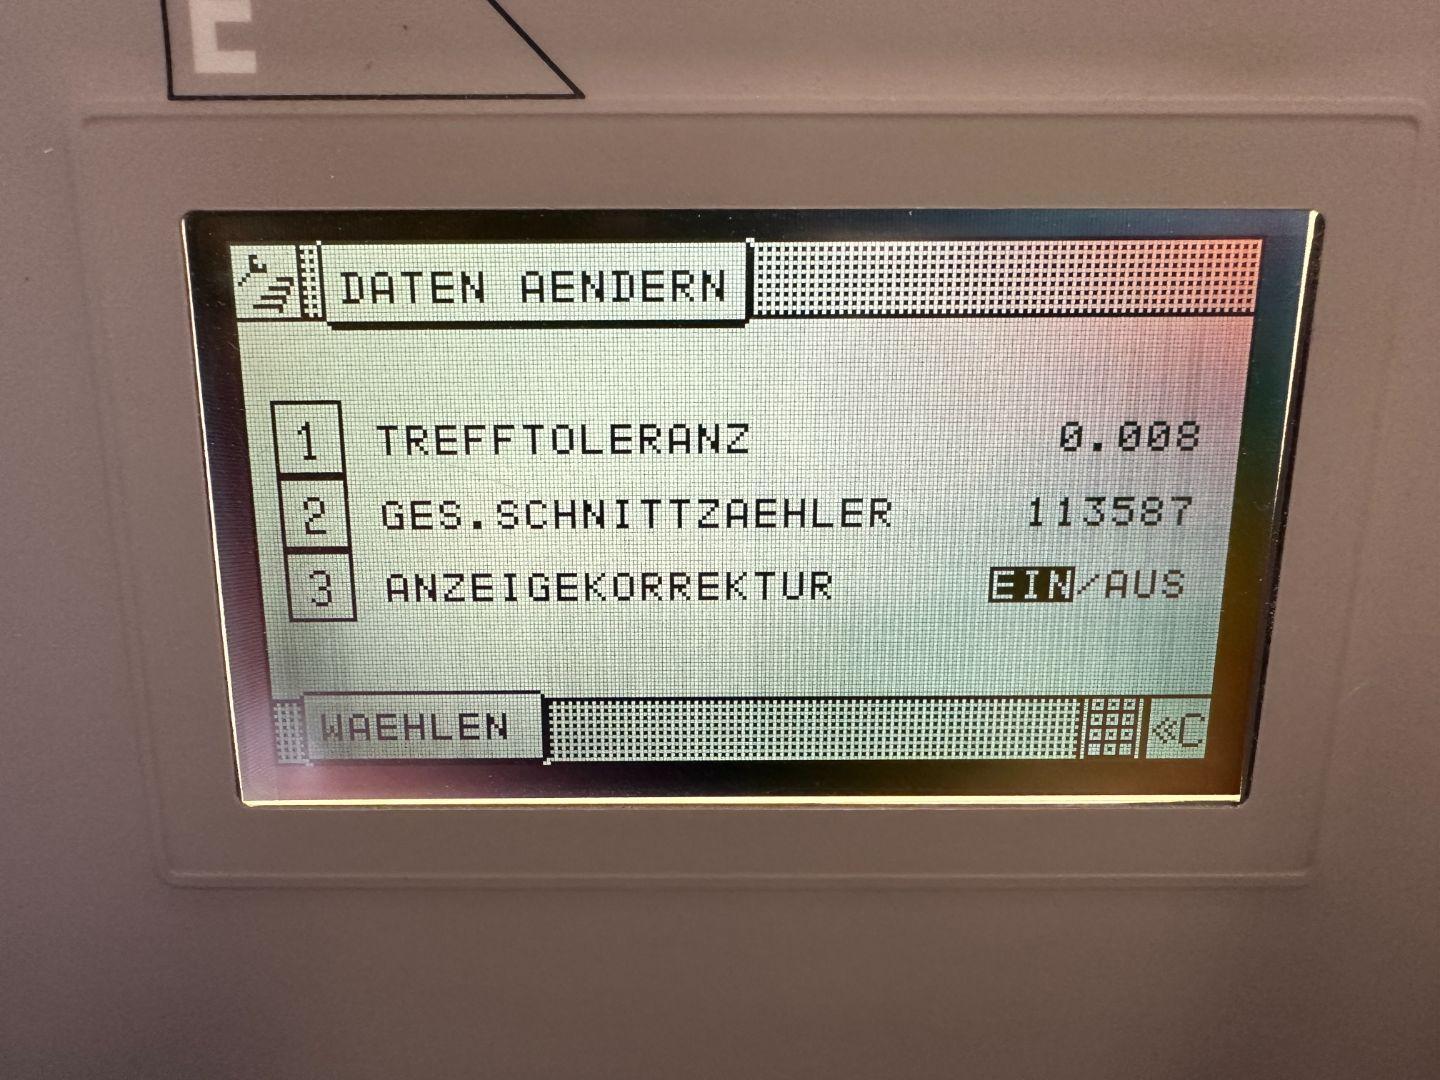 E
DATEN AENDERN
1 TREFFTOLERANZ 0.008
2 GES.SCHNITTZAEHLER 113587
3 ANZEIGEKORREKTUR EIN/AUS
WAEHLEN «C